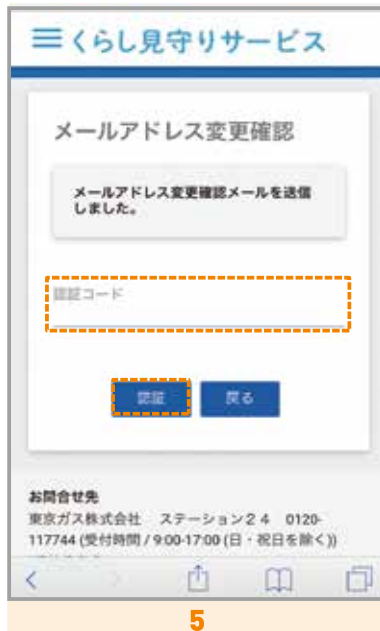 くらし見守りサービス
メールアドレス変更確認
メールアドレス変更確認メールを送信
しました。
認証コード
認証
戻る
お問合せ先
東京ガス株式会社 ステーション24 0120-
117744 (受付時間 / 9:00-17:00 (日・祝日を除く))
5